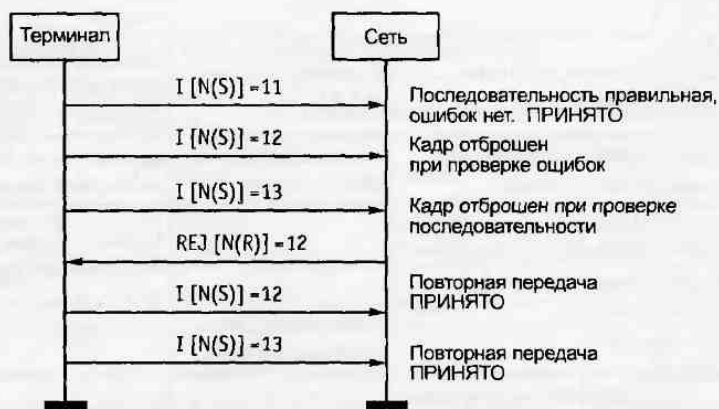 Терминал
Сеть
I [N(S)] = 11
Последовательность правильная,
ошибок нет. ПРИНЯТО
I [N(S)] = 12
Кадр отброшен
при проверке ощибок
I [N(S)] = 13
Кадр отброшен при проверке
последовательности
REJ [N(R)] = 12
I [N(S)] = 12
Повторная передача
ПРИНЯТО
I [N(S)] = 13
Повторная передача
ПРИНЯТО